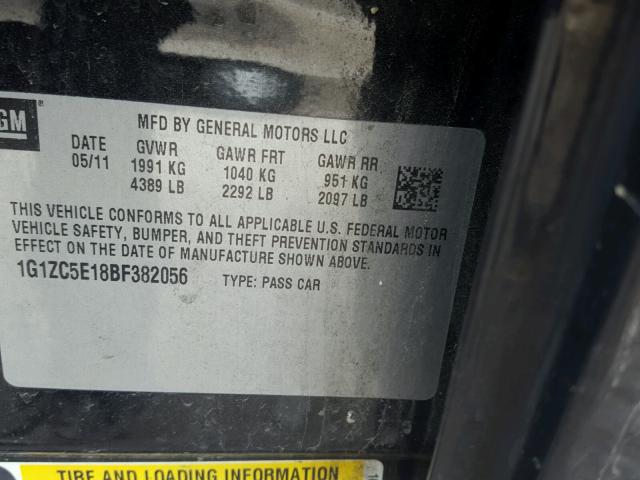 GM ®
MFD BY GENERAL MOTORS LLC
DATE GVWR GAWR FRT GAWR RR
05/11 1991 KG 1040 KG 951 KG
4389 LB 2292 LB 2097 LB
THIS VEHICLE CONFORMS TO ALL APPLICABLE U.S. FEDERAL MOTOR
VEHICLE SAFETY, BUMPER, AND THEFT PREVENTION STANDARDS IN
EFFECT ON THE DATE OF MANUFACTURE SHOWN ABOVE.
1G1ZC5E18BF382056 TYPE: PASS CAR
TIRE AND LOADING INFORMATION